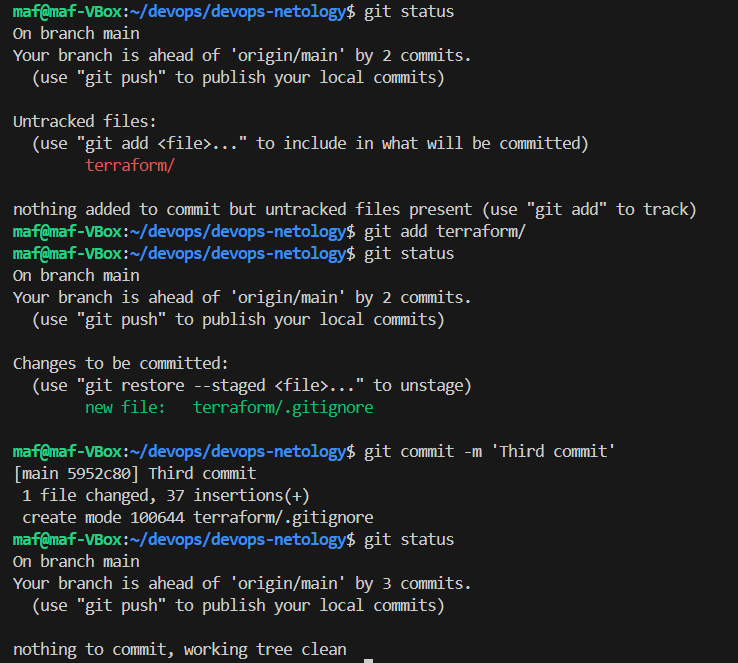 maf@maf-VBox:~/devops/devops-netology$ git status
On branch main
Your branch is ahead of 'origin/main' by 2 commits.
  (use "git push" to publish your local commits)

Untracked files:
  (use "git add <file>..." to include in what will be committed)
        terraform/

nothing added to commit but untracked files present (use "git add" to track)
maf@maf-VBox:~/devops/devops-netology$ git add terraform/
maf@maf-VBox:~/devops/devops-netology$ git status
On branch main
Your branch is ahead of 'origin/main' by 2 commits.
  (use "git push" to publish your local commits)

Changes to be committed:
  (use "git restore --staged <file>..." to unstage)
        new file:   terraform/.gitignore

maf@maf-VBox:~/devops/devops-netology$ git commit -m 'Third commit'
[main 5952c80] Third commit
 1 file changed, 37 insertions(+)
 create mode 100644 terraform/.gitignore
maf@maf-VBox:~/devops/devops-netology$ git status
On branch main
Your branch is ahead of 'origin/main' by 3 commits.
  (use "git push" to publish your local commits)

nothing to commit, working tree clean